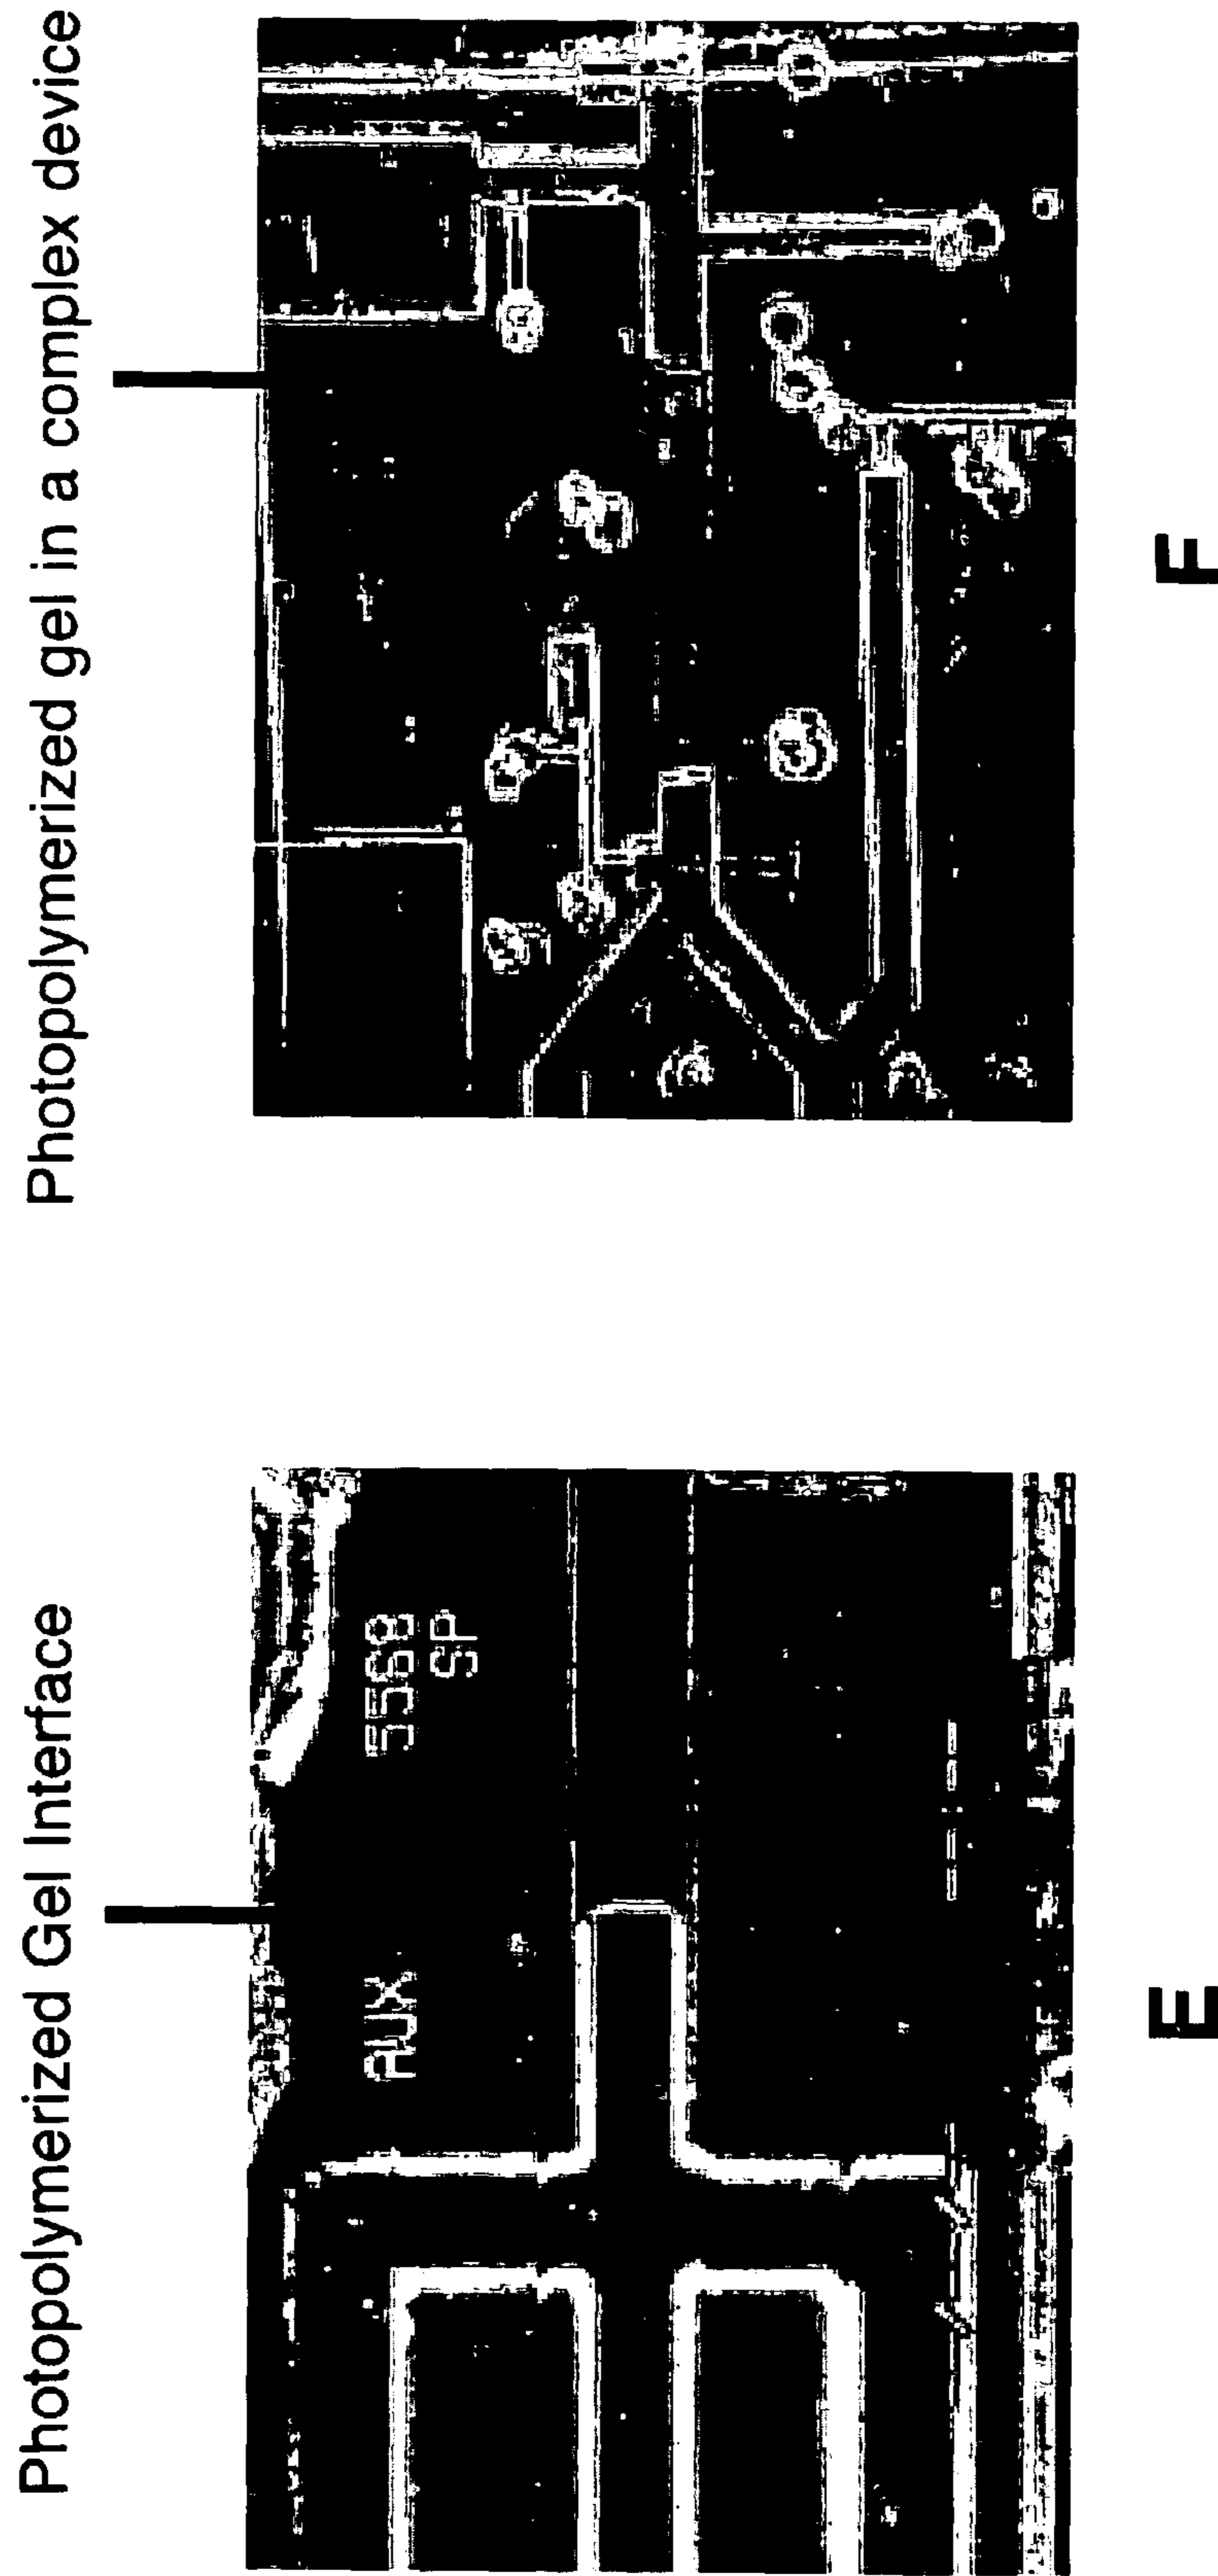 Photopolymerized Gel Interface
AUX
5568
SP
E
Photopolymerized gel in a complex device
F